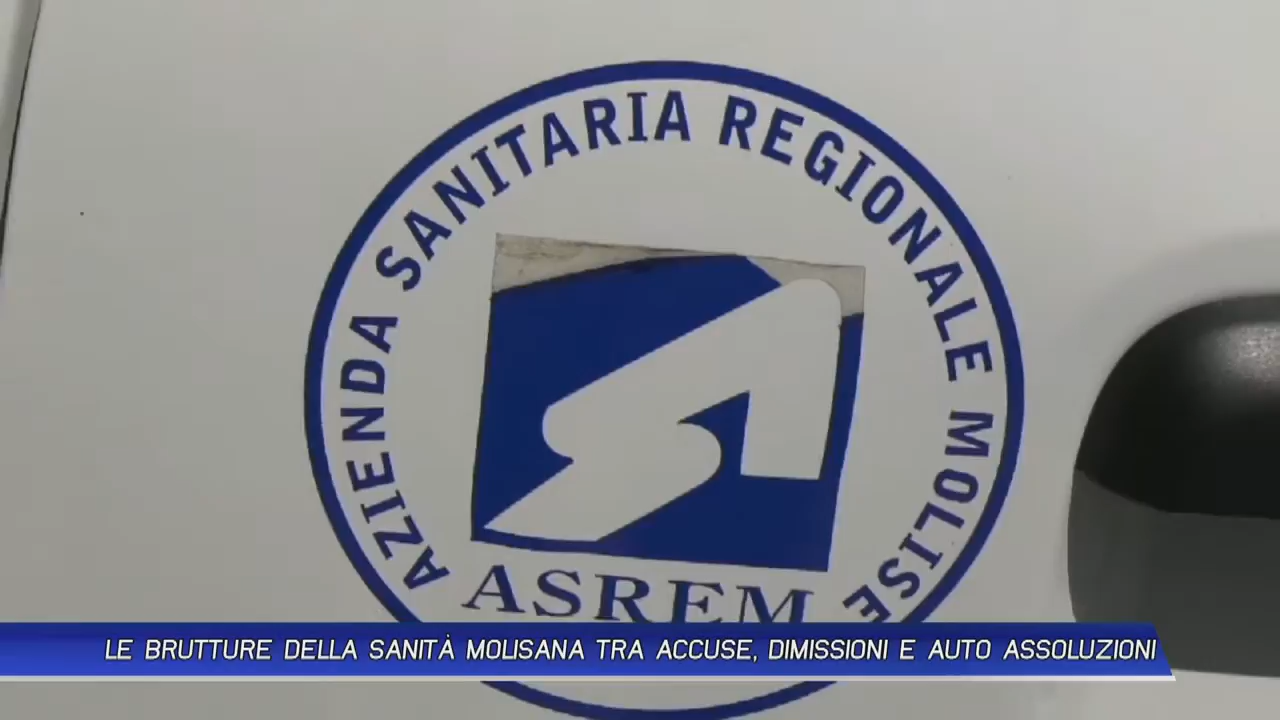 AZIENDA SANITARIA REGIONALE MOLISE
ASREM
LE BRUTTURE DELLA SANITÀ MOLISANA TRA ACCUSE, DIMISSIONI E AUTO ASSOLUZIONI